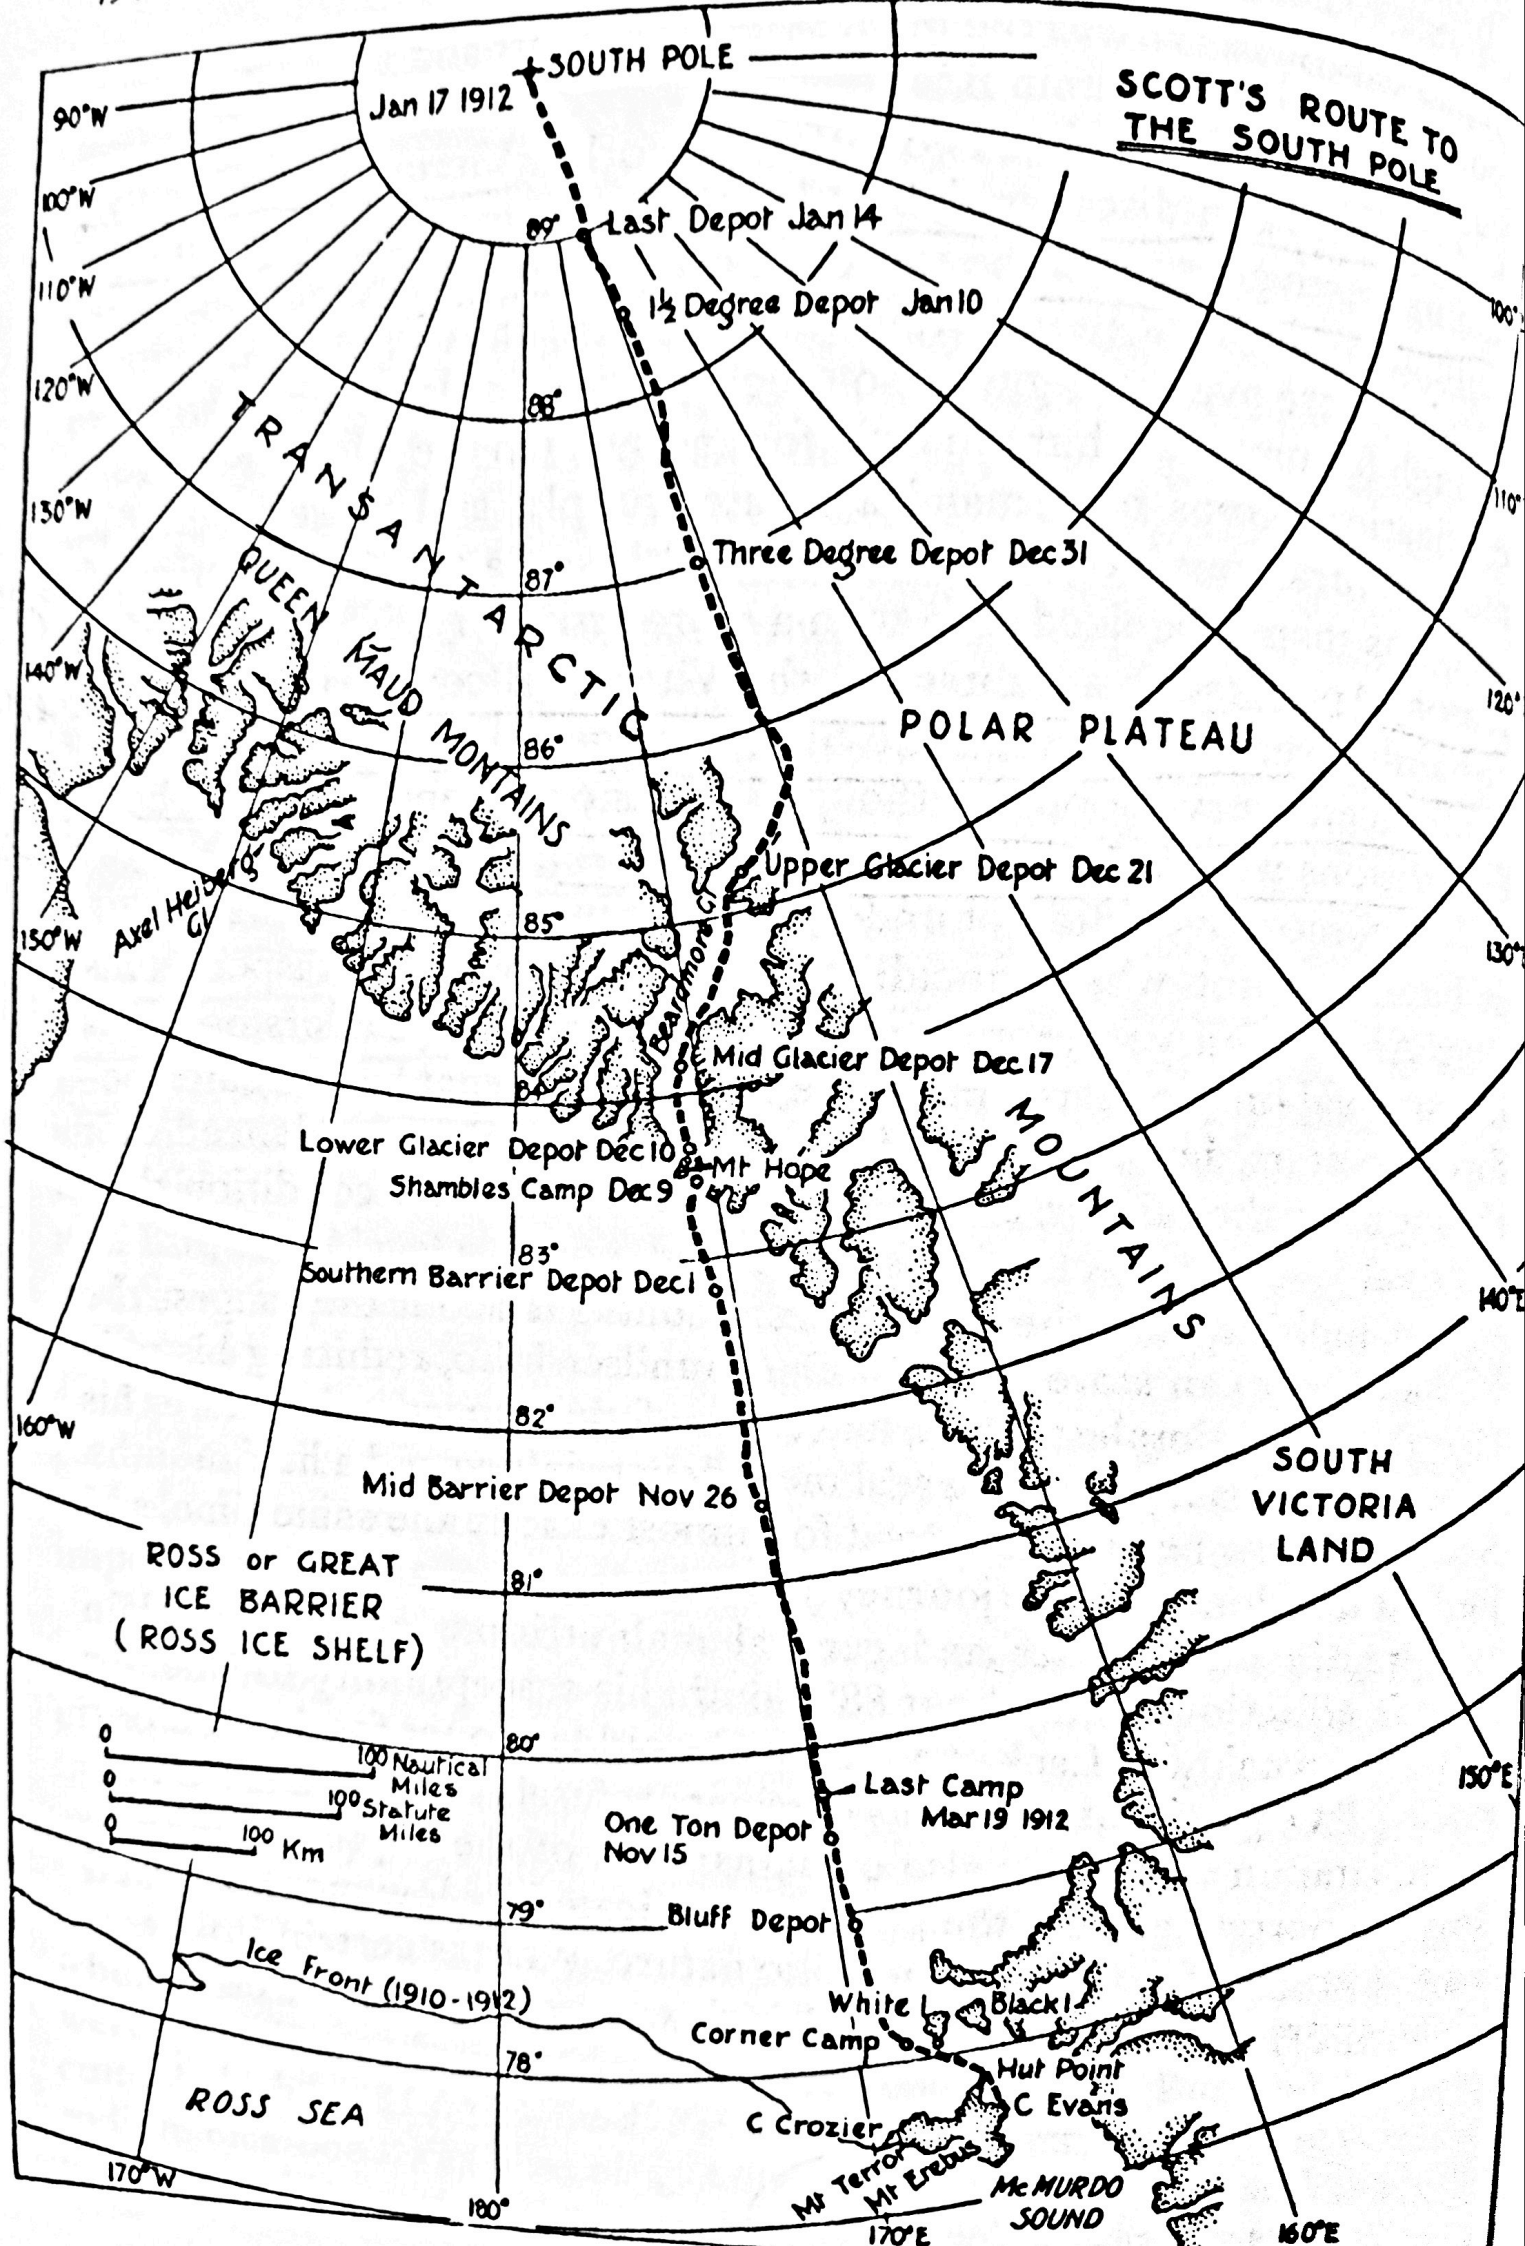 SOUTH POLE
Jan 17 1912
SCOTT'S ROUTE TO
THE SOUTH POLE
90°W
100°W
110°W
120°W
130°W
140°W
150°W
160°W
170°W
180°
170°E
160°E
150°E
140°E
130°
120°
110°
100°
89°
Last Depot Jan 14
1½ Degree Depot Jan 10
88°
TRANSANTARCTIC
87°
Three Degree Depot Dec 31
QUEEN MAUD MONTAINS
86°
POLAR PLATEAU
Upper Glacier Depot Dec 21
Axel Heiberg
Gl
85°
Beardmore G
Mid Glacier Depot Dec 17
84°
MOUNTAINS
Lower Glacier Depot Dec 10
Mt Hope
Shambles Camp Dec 9
83°
Southern Barrier Depot Dec 1
82°
Mid Barrier Depot Nov 26
SOUTH
VICTORIA
LAND
ROSS or GREAT
ICE BARRIER
(ROSS ICE SHELF)
81°
80°
0 100 Nautical
Miles
0 100 Statute
Miles
0 100 Km
Last Camp
Mar 19 1912
One Ton Depot
Nov 15
79°
Bluff Depot
Ice Front (1910-1912)
White I
Black I
Corner Camp
78°
Hut Point
C Evans
C Crozier
Mt Terror
Mt Erebus
ROSS SEA
McMURDO
SOUND